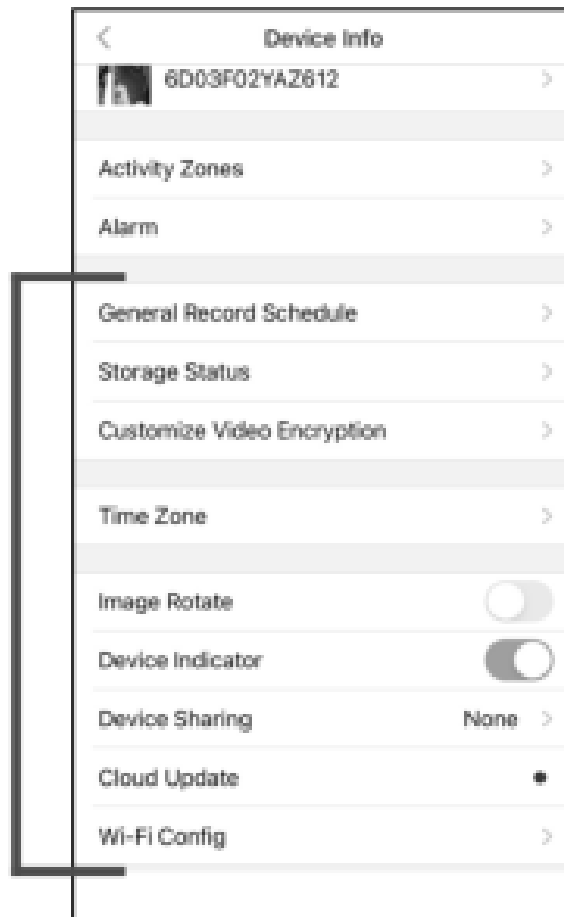 Device Info
6D03F02YAZ612
Activity Zones
Alarm
General Record Schedule
Storage Status
Customize Video Encryption
Time Zone
Image Rotate
Device Indicator
Device Sharing None
Cloud Update
Wi-Fi Config